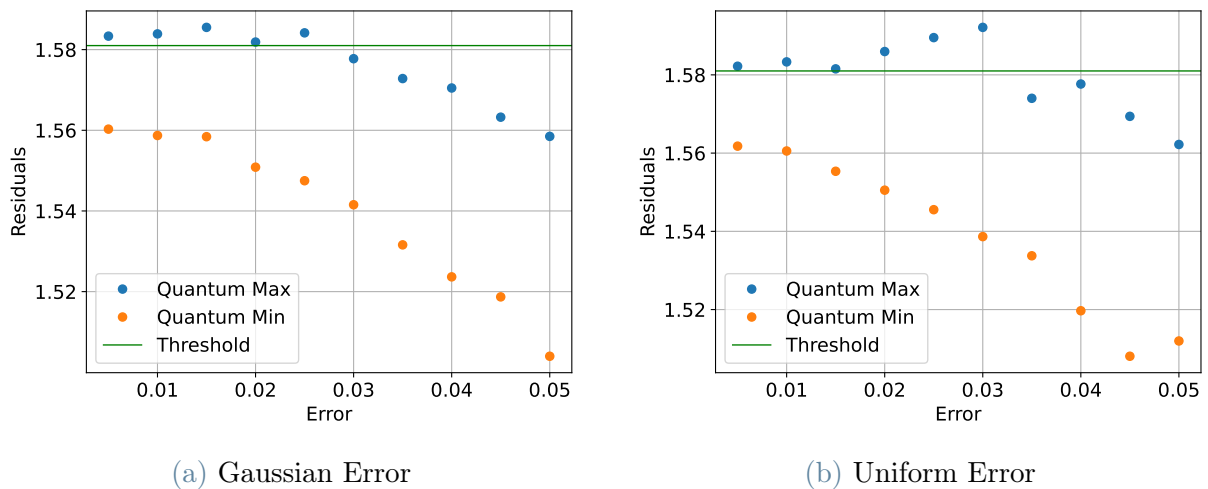 1.58
1.56
1.54
1.52
Residuals
Quantum Max
Quantum Min
Threshold
0.01 0.02 0.03 0.04 0.05
Error
(a) Gaussian Error
1.58
1.56
1.54
1.52
Residuals
Quantum Max
Quantum Min
Threshold
0.01 0.02 0.03 0.04 0.05
Error
(b) Uniform Error